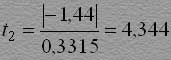 t₂ = |−1,44| / 0,3315 = 4,344